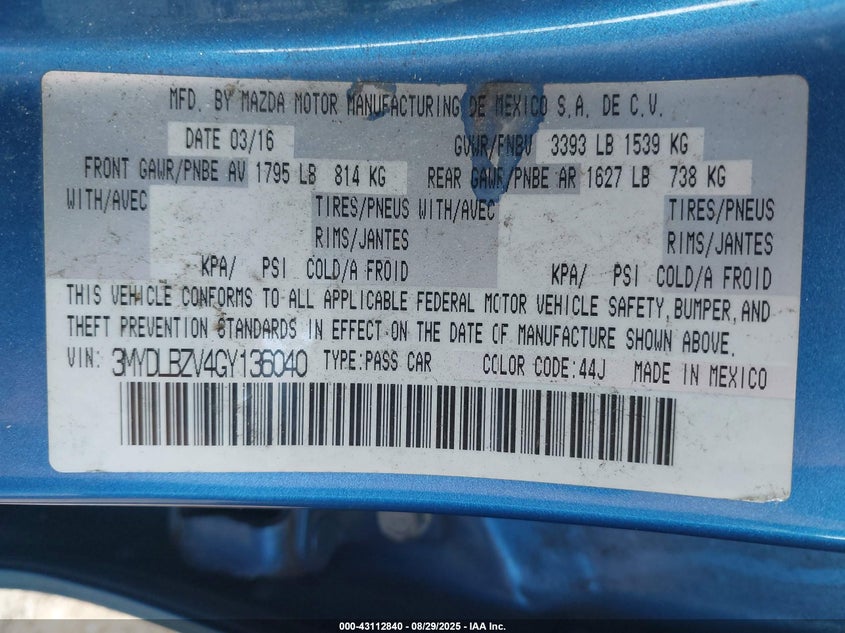 MFD. BY MAZDA MOTOR MANUFACTURING DE MEXICO S.A. DE C.V.
DATE 03/16 GVWR/PNBV 3393 LB 1539 KG
FRONT GAWR/PNBE AV 1795 LB 814 KG REAR GAWR/PNBE AR 1627 LB 738 KG
WITH/AVEC TIRES/PNEUS WITH/AVEC TIRES/PNEUS
RIMS/JANTES RIMS/JANTES
KPA/ PSI COLD/A FROID KPA/ PSI COLD/A FROID
THIS VEHICLE CONFORMS TO ALL APPLICABLE FEDERAL MOTOR VEHICLE SAFETY, BUMPER, AND
THEFT PREVENTION STANDARDS IN EFFECT ON THE DATE OF MANUFACTURE SHOWN ABOVE.
VIN: 3MYDLBZV4GY136040 TYPE:PASS CAR COLOR CODE:44J MADE IN MEXICO
000-43112840 | 08/29/2025 - IAA Inc.